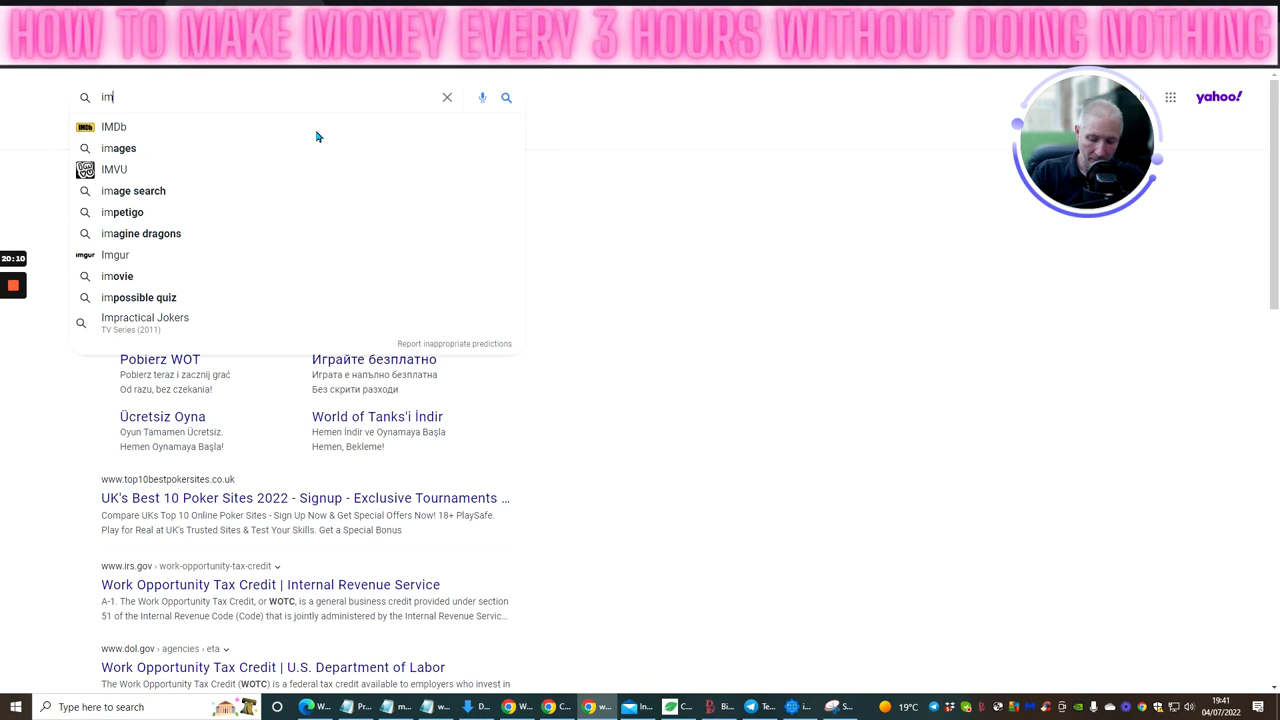 HOW TO MAKE MONEY EVERY 3 HOURS WITHOUT DOING NOTHING
im
yahoo!
IMDb
images
IMVU
image search
impetigo
imagine dragons
imgur Imgur
imovie
impossible quiz
Impractical Jokers
TV Series (2011)
Report inappropriate predictions
20:10
Pobierz WOT
Pobierz teraz i zacznij grać
Od razu, bez czekania!
Играйте безплатно
Играта е напълно безплатна
Без скрити разходи
Ücretsiz Oyna
Oyun Tamamen Ücretsiz.
Hemen Oynamaya Başla!
World of Tanks'i İndir
Hemen İndir ve Oynamaya Başla
Hemen, Bekleme!
www.top10bestpokersites.co.uk
UK's Best 10 Poker Sites 2022 - Signup - Exclusive Tournaments ...
Compare UKs Top 10 Online Poker Sites - Sign Up Now & Get Special Offers Now! 18+ PlaySafe.
Play for Real at UK's Trusted Sites & Test Your Skills. Get a Special Bonus
www.irs.gov › work-opportunity-tax-credit
Work Opportunity Tax Credit | Internal Revenue Service
A-1. The Work Opportunity Tax Credit, or WOTC, is a general business credit provided under section
51 of the Internal Revenue Code (Code) that is jointly administered by the Internal Revenue Servic...
www.dol.gov › agencies › eta
Work Opportunity Tax Credit | U.S. Department of Labor
The Work Opportunity Tax Credit (WOTC) is a federal tax credit available to employers who invest in
Type here to search
W...
Pr...
m...
w...
D...
W...
C...
w...
In...
C...
Bi...
Te...
i...
S...
19°C
19:41
04/07/2022